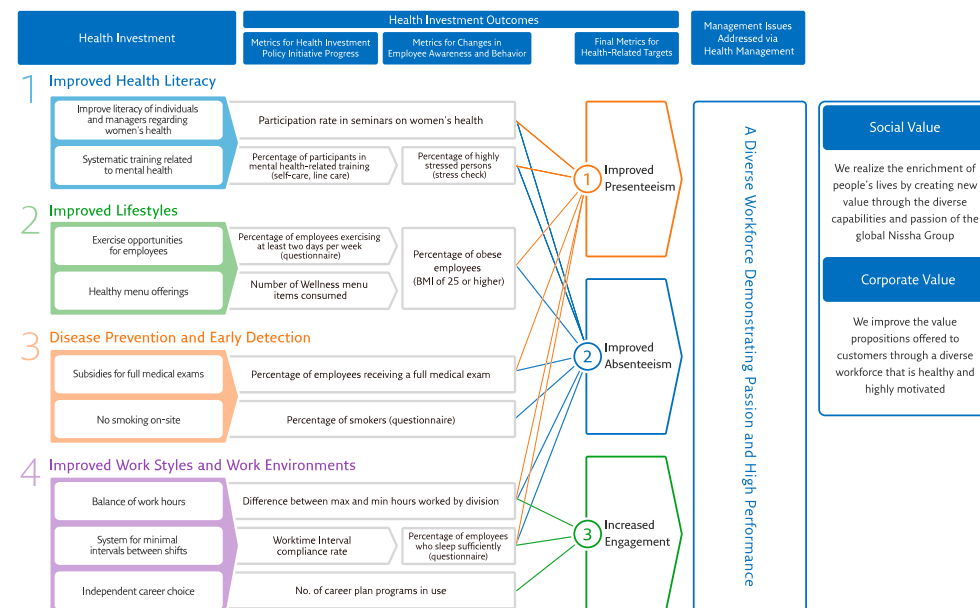 Health Investment
Health Investment Outcomes
Metrics for Health Investment
Policy Initiative Progress
Metrics for Changes in
Employee Awareness and Behavior
Final Metrics for
Health-Related Targets
Management Issues
Addressed via
Health Management
1 Improved Health Literacy
Improve literacy of individuals
and managers regarding
women's health
Participation rate in seminars on women's health
Systematic training related
to mental health
Percentage of participants in
mental health-related training
(self-care, line care)
Percentage of highly
stressed persons
(stress check)
2 Improved Lifestyles
Exercise opportunities
for employees
Percentage of employees exercising
at least two days per week
(questionnaire)
Healthy menu offerings
Number of Wellness menu
items consumed
Percentage of obese
employees
(BMI of 25 or higher)
3 Disease Prevention and Early Detection
Subsidies for full medical exams
Percentage of employees receiving a full medical exam
No smoking on-site
Percentage of smokers (questionnaire)
4 Improved Work Styles and Work Environments
Balance of work hours
Difference between max and min hours worked by division
System for minimal
intervals between shifts
Worktime Interval
compliance rate
Percentage of employees
who sleep sufficiently
(questionnaire)
Independent career choice
No. of career plan programs in use
1
Improved
Presenteeism
2
Improved
Absenteeism
3
Increased
Engagement
A Diverse Workforce Demonstrating Passion and High Performance
Social Value
We realize the enrichment of
people's lives by creating new
value through the diverse
capabilities and passion of the
global Nissha Group
Corporate Value
We improve the value
propositions offered to
customers through a diverse
workforce that is healthy and
highly motivated